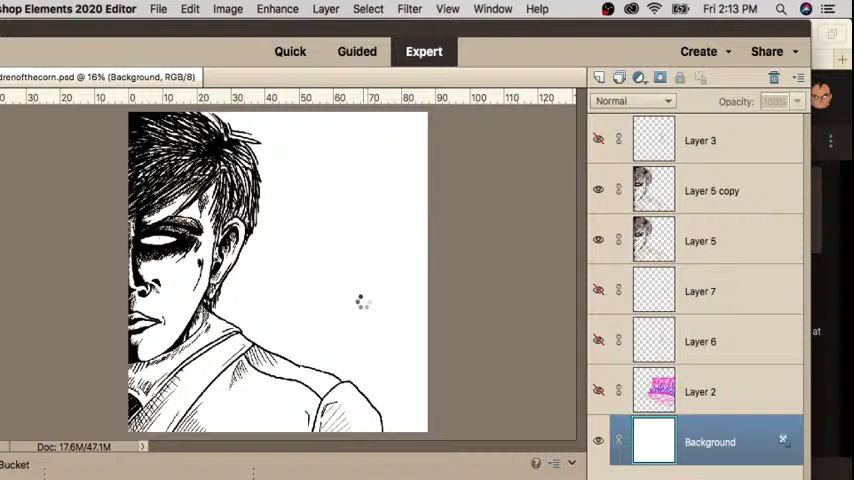 shop Elements 2020 Editor File Edit Image Enhance Layer Select Filter View Window Help Fri 2:13 PM
Quick Guided Expert Create Share
drenofthecorn.psd @ 16% (Background, RGB/8)
30 20 10 0 10 20 30 40 50 60 70 80 90 100 110 120
Normal Opacity: 100%
Layer 3
Layer 5 copy
Layer 5
Layer 7
at
Layer 6
Layer 2
Background
Doc: 17.6M/47.1M
Bucket